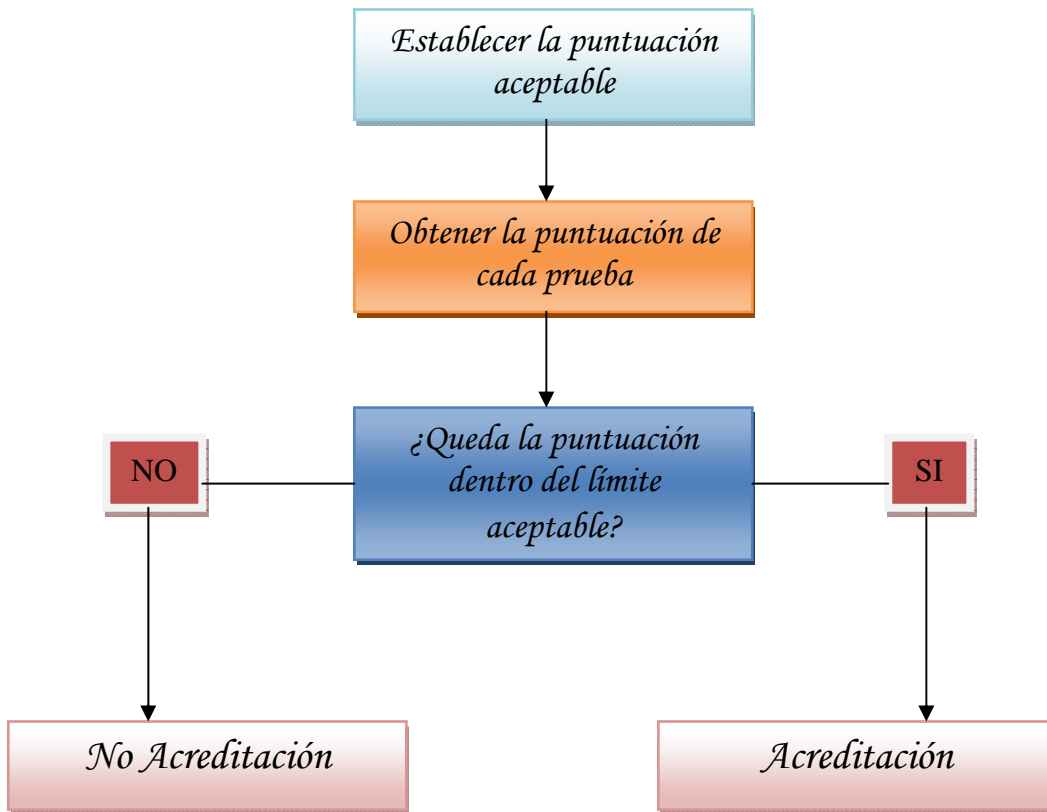 Establecer la puntuación
aceptable
Obtener la puntuación de
cada prueba
¿Queda la puntuación
dentro del límite
aceptable?
NO
SI
No Acreditación
Acreditación